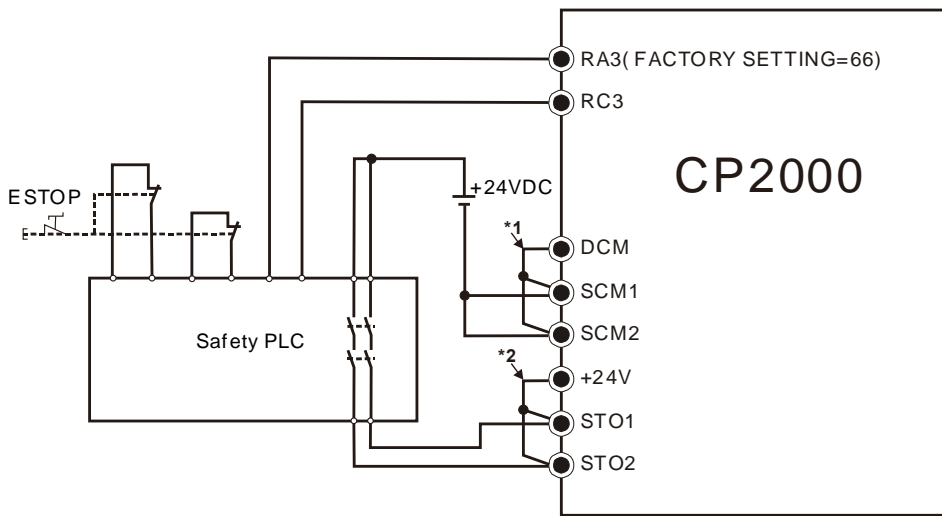 RA3( FACTORY SETTING=66)
RC3
CP2000
ESTOP
+24VDC
*1
DCM
SCM1
SCM2
Safety PLC
*2
+24V
STO1
STO2